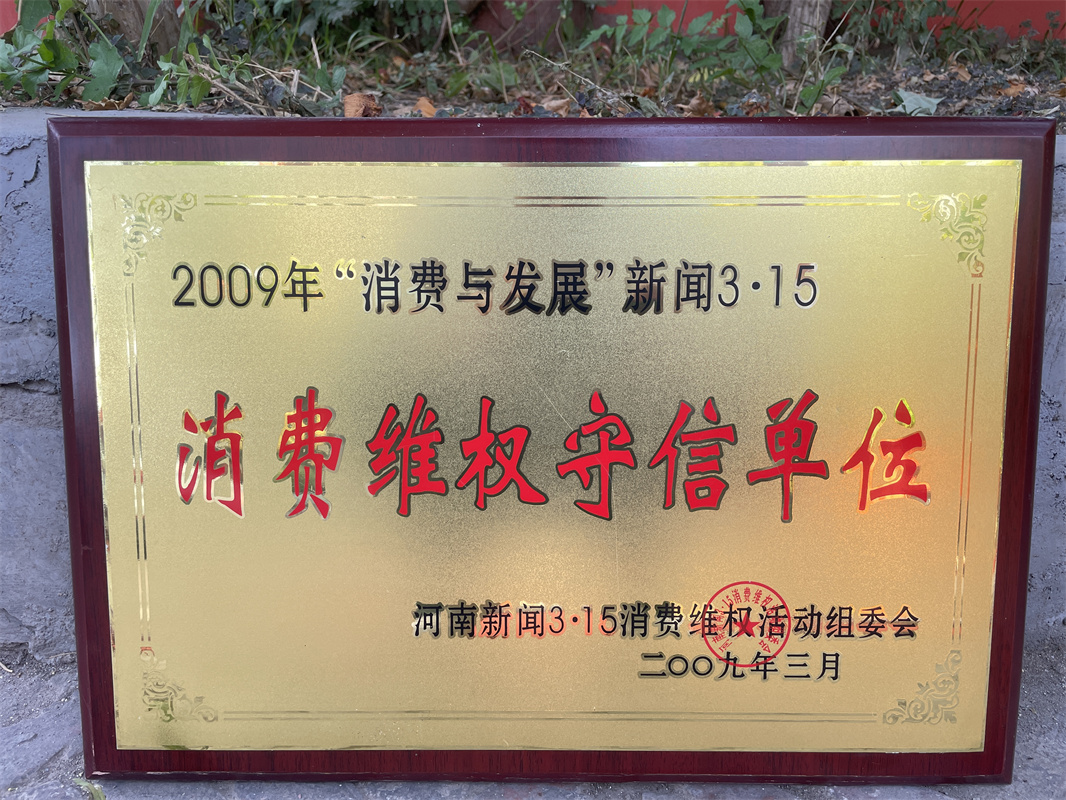 2009年“消费与发展”新闻3·15
消费维权守信单位
河南新闻3·15消费维权活动组委会
二〇〇九年三月